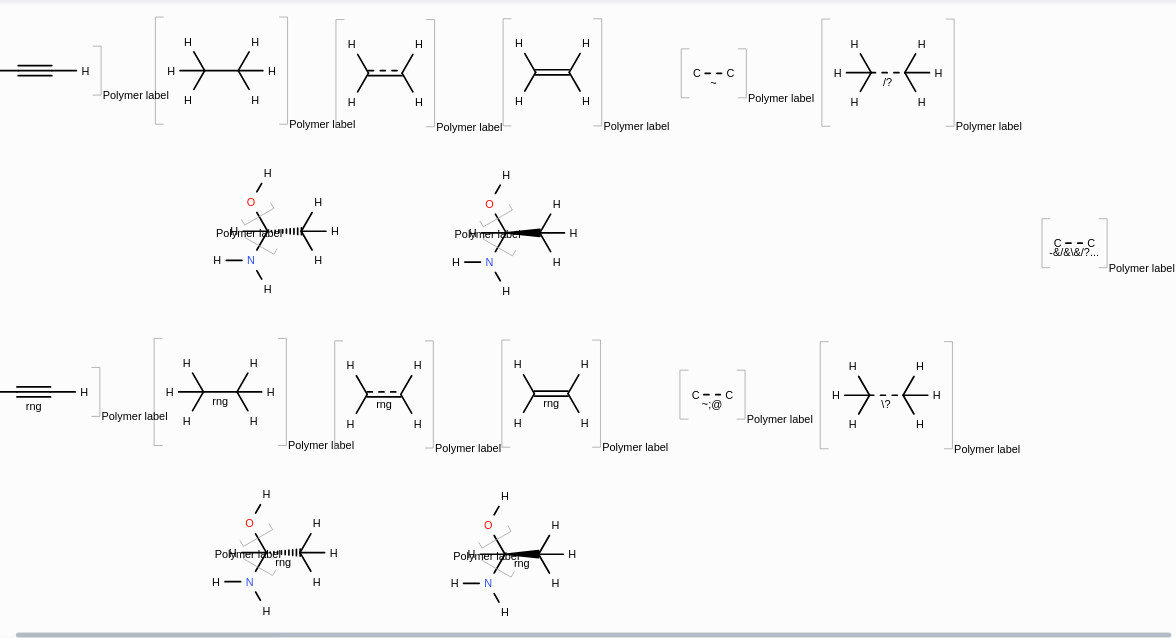 H H H H H H H
H
Polymer label
H H
H H
H H
Polymer label
H H
H H
Polymer label
H H
H H
Polymer label
C C
~
Polymer label
H H
H H
/?
H H
Polymer label
H
O H
H H
Polymer label
H N H
H
H
O H
H H
Polymer label
H N H
H
C C
-&/&\&/?...
Polymer label
H
rng
Polymer label
H H
H H
rng
H H
Polymer label
H H
rng
H H
Polymer label
H H
rng
H H
Polymer label
C C
~;@
Polymer label
H H
H H
\?
H H
Polymer label
H
O H
H H
Polymer label
rng
H N H
H
H
O H
H H
Polymer label
rng
H N H
H